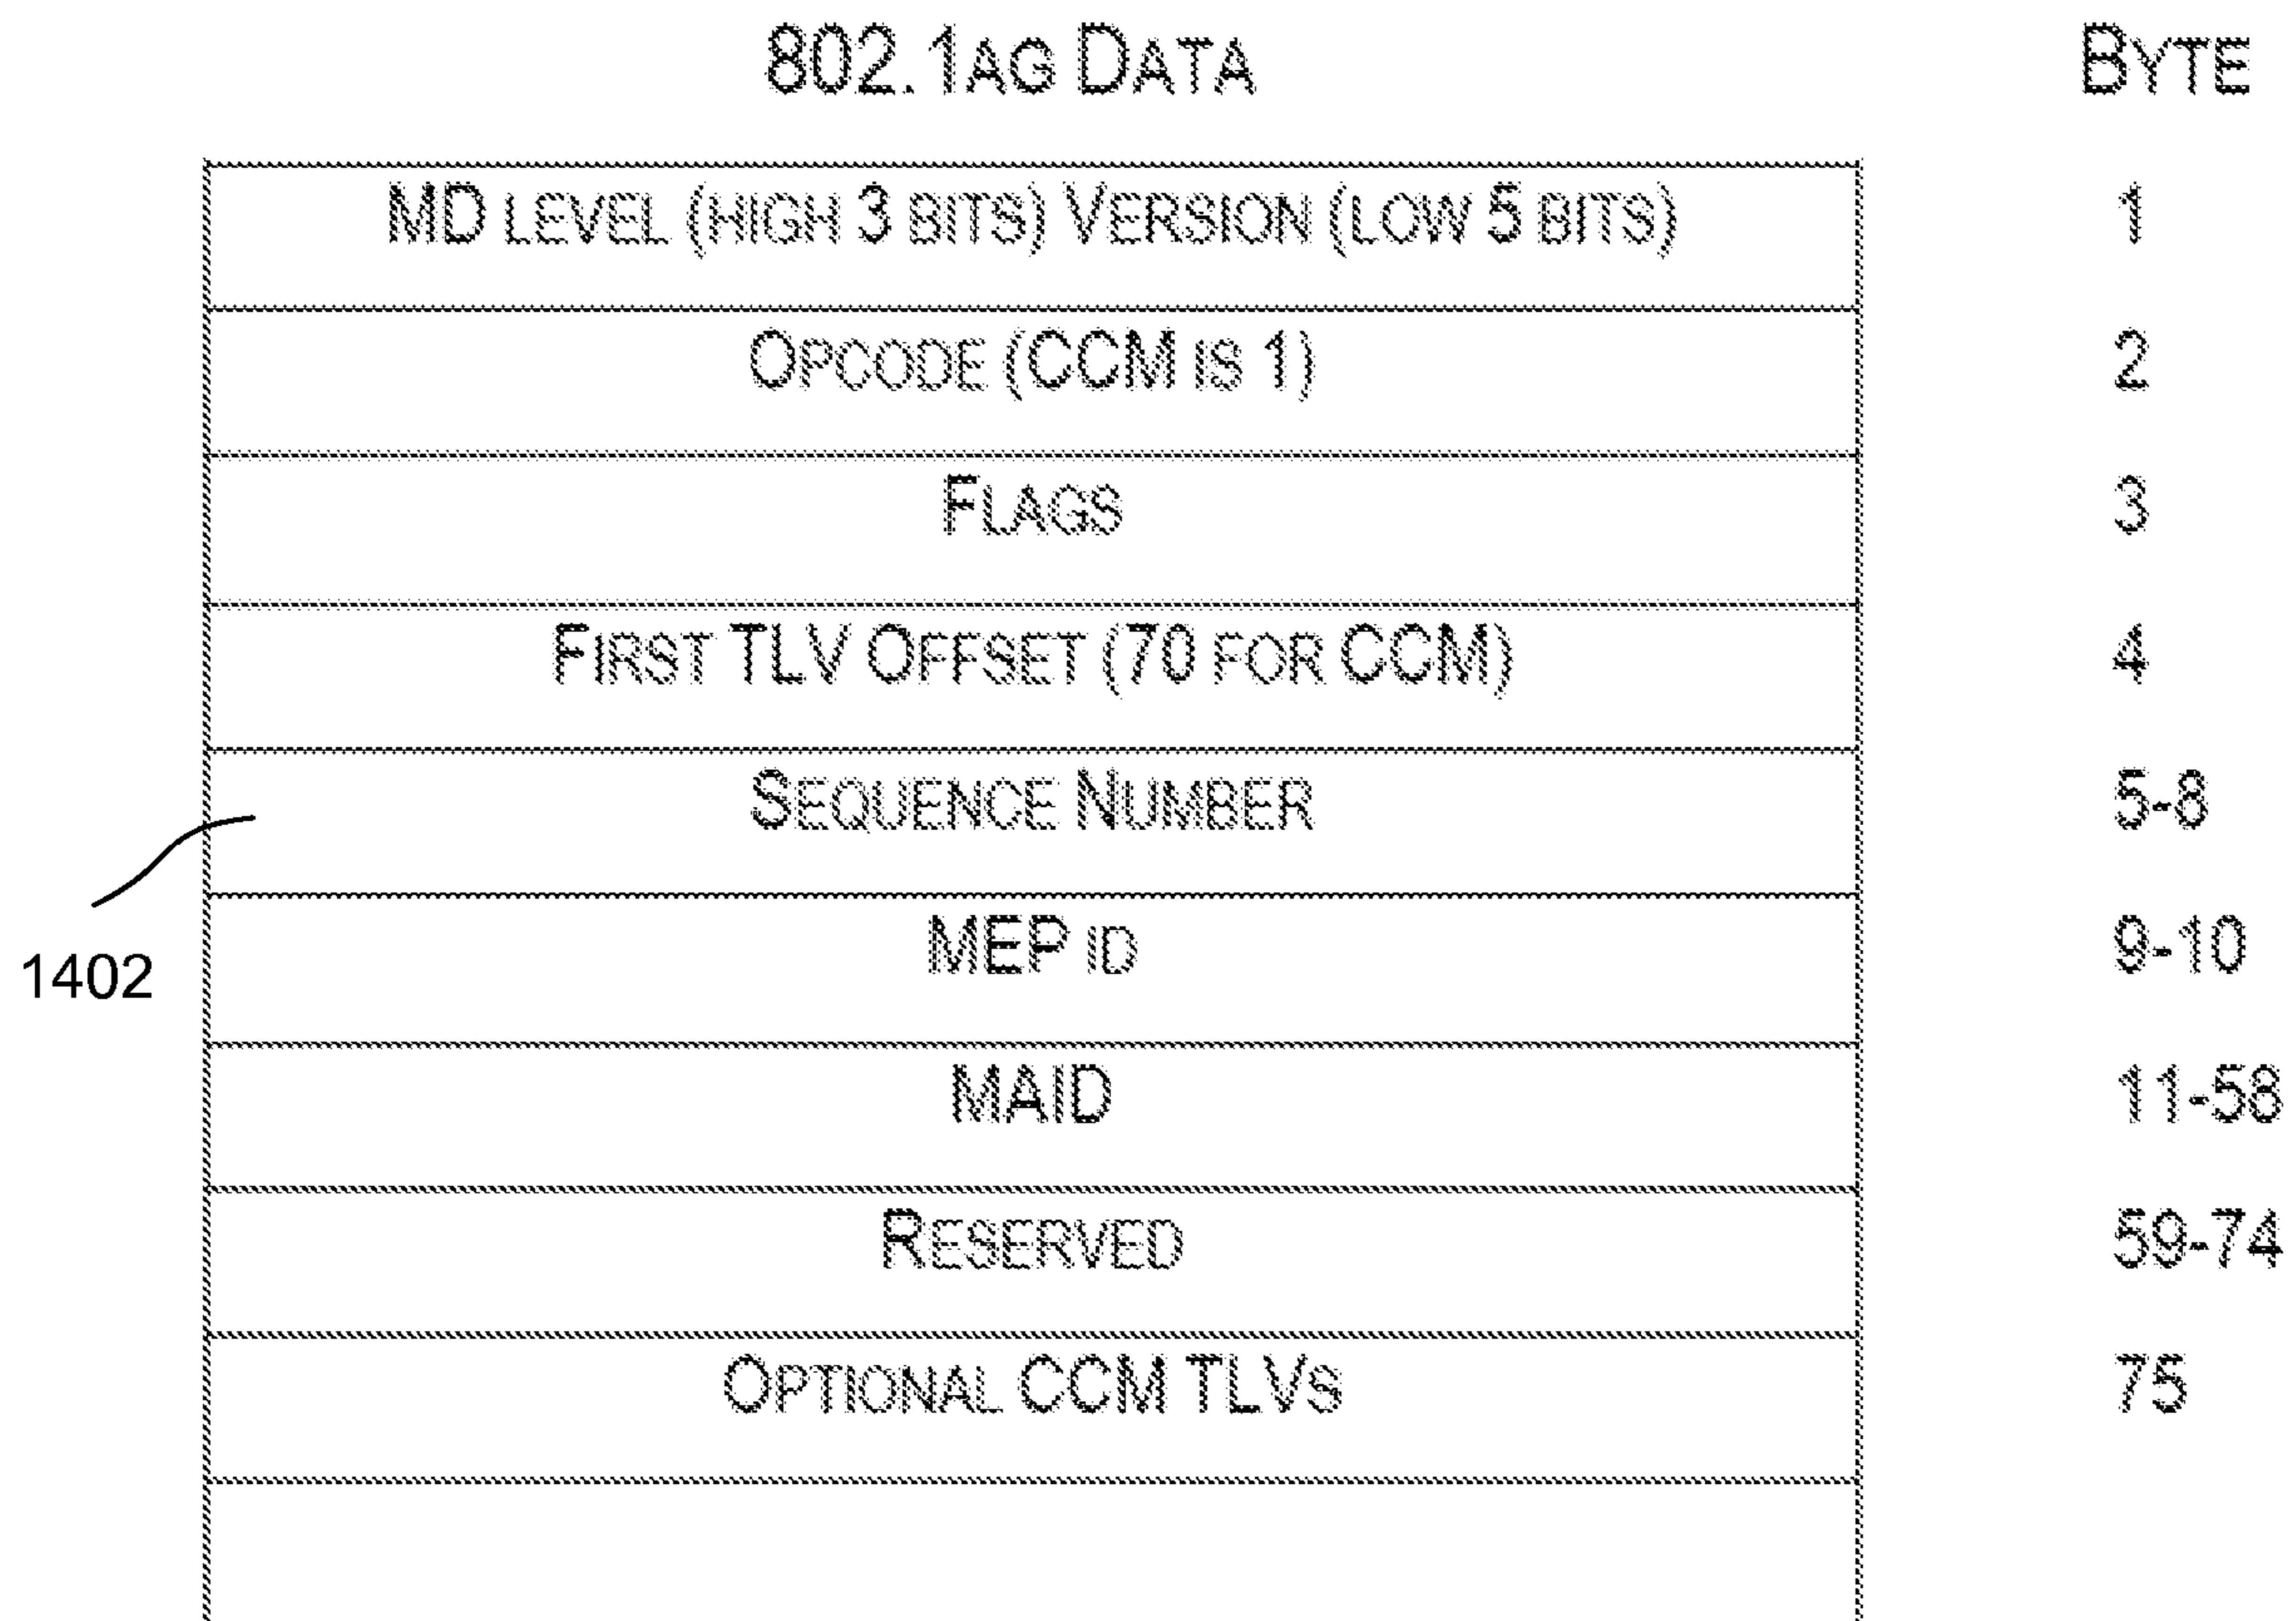 802.1AG DATA BYTE
MD LEVEL (HIGH 3 BITS) VERSION (LOW 5 BITS) 1
OPCODE (CCM IS 1) 2
FLAGS 3
FIRST TLV OFFSET (70 FOR CCM) 4
SEQUENCE NUMBER 5-8
MEP ID 9-10
1402
MAID 11-58
RESERVED 59-74
OPTIONAL CCM TLVS 75